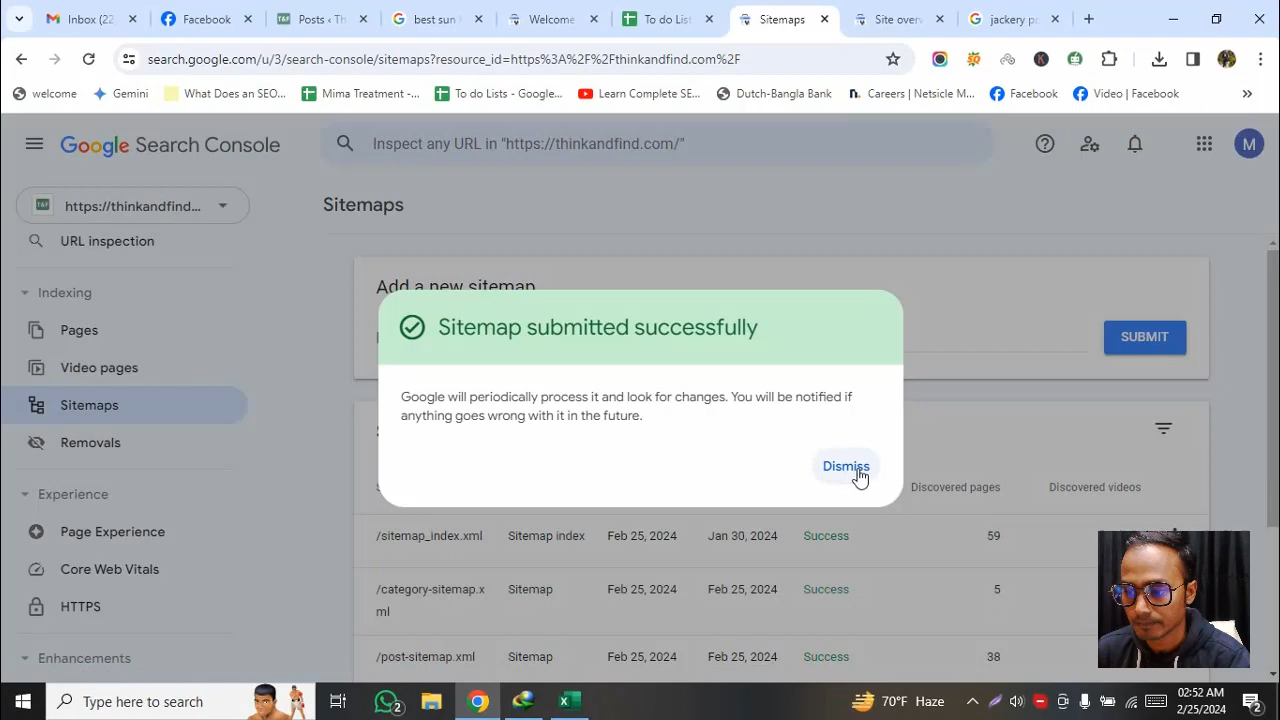 Inbox (22
Facebook
Posts ‹ Th
best sun
Welcome
To do List
Sitemaps
Site over
jackery p
search.google.com/u/3/search-console/sitemaps?resource_id=https%3A%2F%2Fthinkandfind.com%2F
welcome
Gemini
What Does an SEO...
Mima Treatment -...
To do Lists - Google...
Learn Complete SE...
Dutch-Bangla Bank
Careers | Netsicle M...
Facebook
Video | Facebook
Google Search Console
Inspect any URL in "https://thinkandfind.com/"
M
https://thinkandfind...
Sitemaps
URL inspection
Indexing
Pages
Video pages
Sitemaps
Removals
Experience
Page Experience
Core Web Vitals
HTTPS
Enhancements
Add a new sitemap
SUBMIT
Sitemap submitted successfully
Google will periodically process it and look for changes. You will be notified if
anything goes wrong with it in the future.
Dismiss
Discovered pages
Discovered videos
/sitemap_index.xml Sitemap index Feb 25, 2024 Jan 30, 2024 Success 59
/category-sitemap.x Sitemap Feb 25, 2024 Feb 25, 2024 Success 5
ml
/post-sitemap.xml Sitemap Feb 25, 2024 Feb 25, 2024 Success 38
Type here to search
2
70°F Haze
02:52 AM
2/25/2024
2